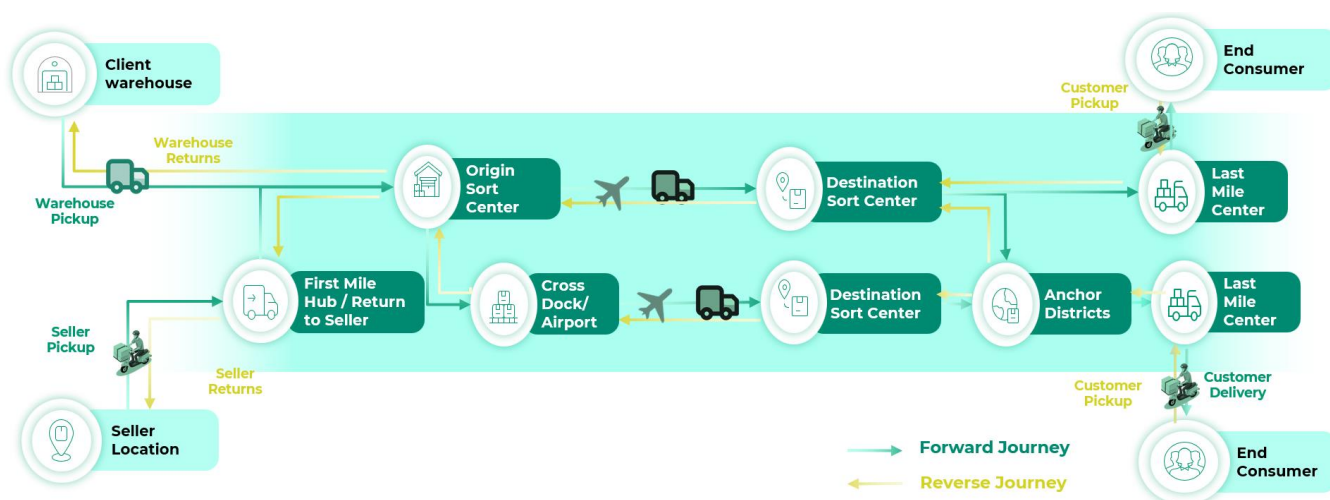 Client
warehouse
End
Consumer
Customer
Pickup
Warehouse
Returns
Warehouse
Pickup
Origin
Sort
Center
Destination
Sort Center
Last
Mile
Center
First Mile
Hub / Return
to Seller
Cross
Dock/
Airport
Destination
Sort Center
Anchor
Districts
Last
Mile
Center
Seller
Pickup
Seller
Returns
Customer
Pickup
Customer
Delivery
Seller
Location
End
Consumer
Forward Journey
Reverse Journey